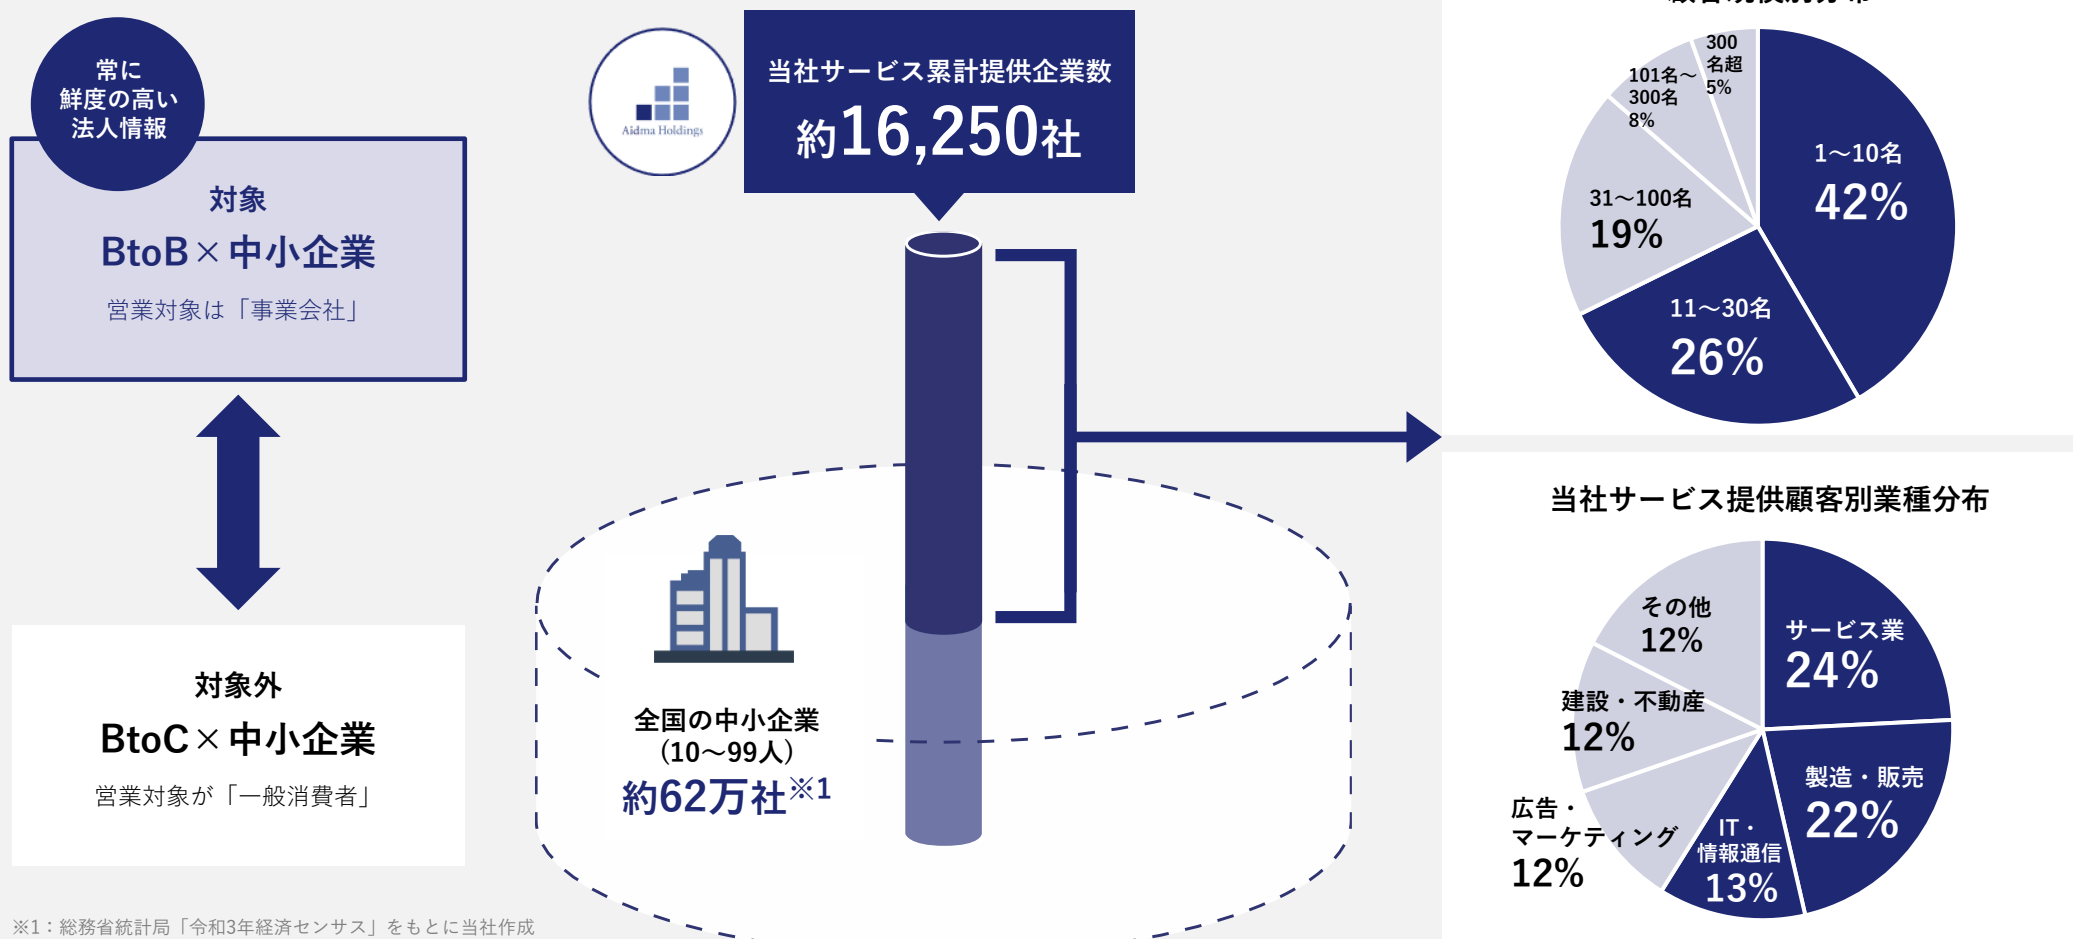 常に
鮮度の高い
法人情報
対象
BtoB×中小企業
営業対象は「事業会社」
対象外
BtoC×中小企業
営業対象が「一般消費者」
※1：総務省統計局「令和3年経済センサス」をもとに当社作成
Aidma Holdings
当社サービス累計提供企業数
約16,250社
全国の中小企業
(10～99人)
約62万社※1
300
名超
5%
101名～
300名
8%
1～10名
42%
31～100名
19%
11～30名
26%
当社サービス提供顧客別業種分布
その他
12%
サービス業
24%
建設・不動産
12%
製造・販売
22%
広告・
マーケティング
12%
IT・
情報通信
13%